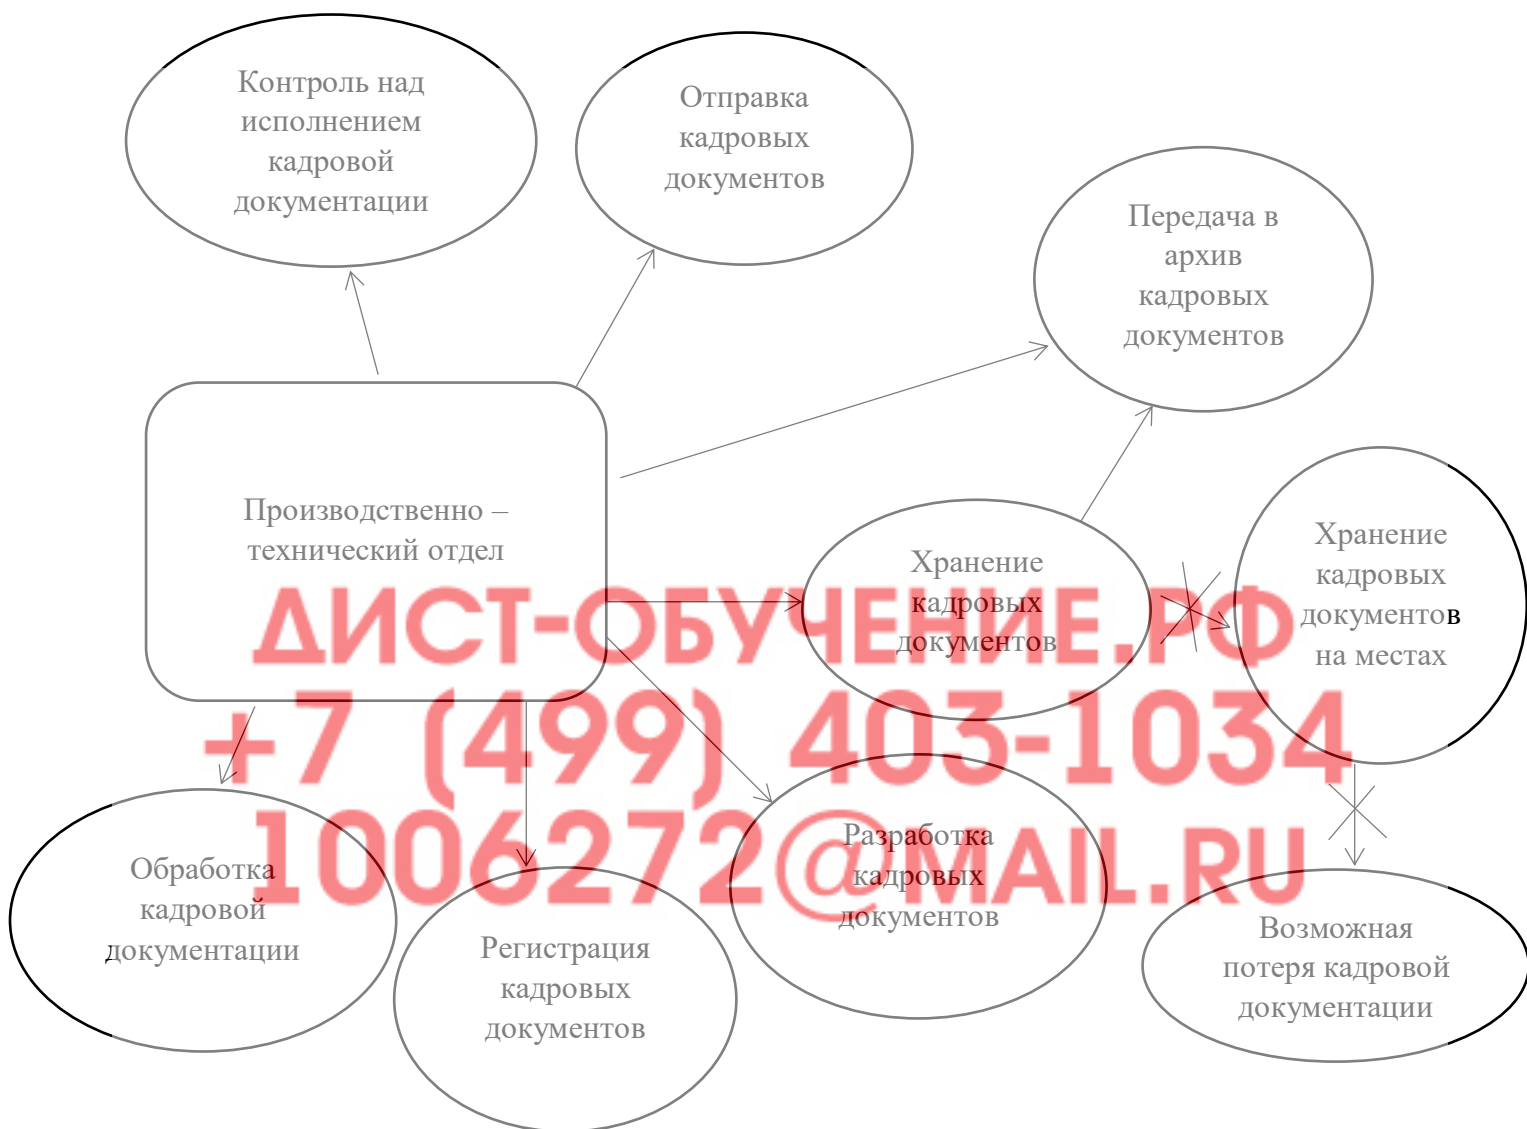 Контроль над
исполнением
кадровой
документации
Отправка
кадровых
документов
Передача в
архив
кадровых
документов
Производственно –
технический отдел
Хранение
кадровых
документов
Хранение
кадровых
документов
на местах
ДИСТ-ОБУЧЕНИЕ.РФ
+7 (499) 403-1034
1006272@MAIL.RU
Обработка
кадровой
документации
Регистрация
кадровых
документов
Разработка
кадровых
документов
Возможная
потеря кадровой
документации